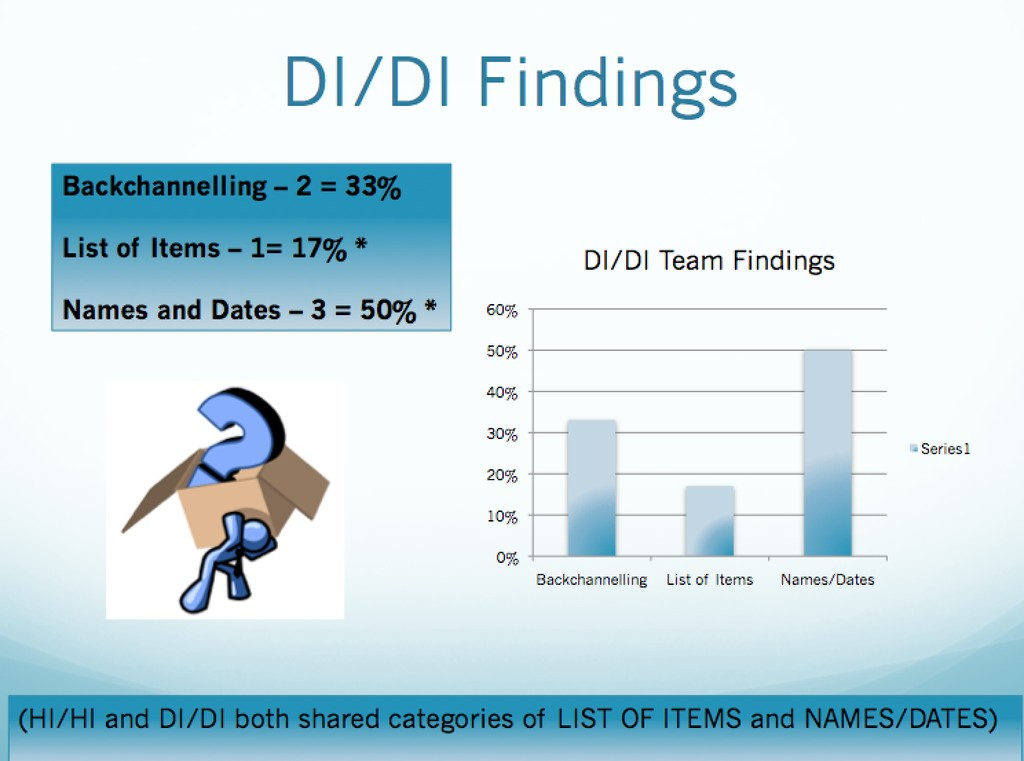 DI/DI Findings
Backchannelling – 2 = 33%
List of Items – 1= 17% *
Names and Dates – 3 = 50% *
DI/DI Team Findings
60%
50%
40%
30%
20%
10%
0%
Backchannelling List of Items Names/Dates
Series1
(HI/HI and DI/DI both shared categories of LIST OF ITEMS and NAMES/DATES)